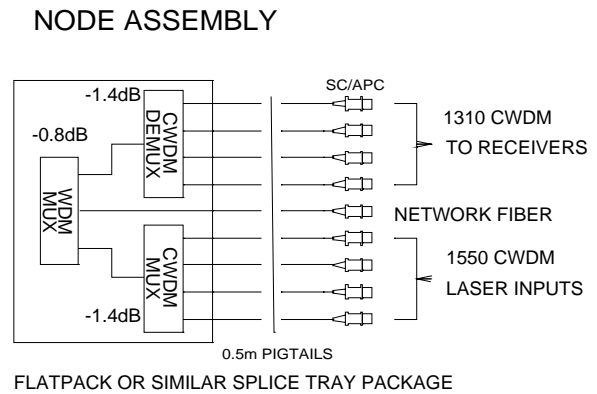 NODE ASSEMBLY
SC/APC
-1.4dB
CWDM
DEMUX
1310 CWDM
TO RECEIVERS
-0.8dB
WDM
MUX
NETWORK FIBER
CWDM
MUX
1550 CWDM
LASER INPUTS
-1.4dB
0.5m PIGTAILS
FLATPACK OR SIMILAR SPLICE TRAY PACKAGE